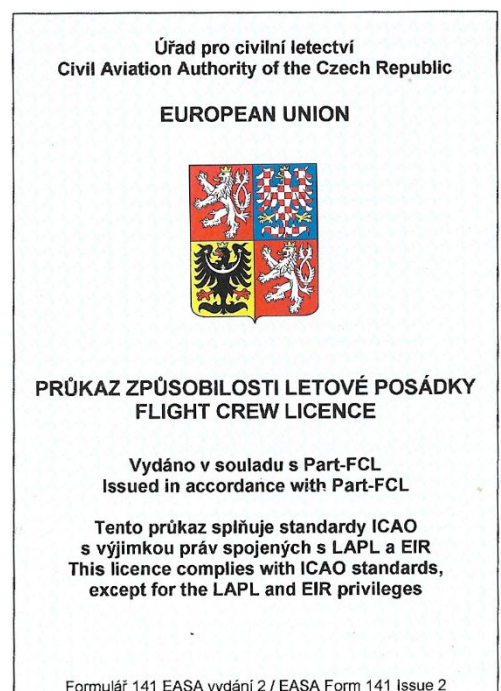 Úřad pro civilní letectví
Civil Aviation Authority of the Czech Republic
EUROPEAN UNION
PRŮKAZ ZPŮSOBILOSTI LETOVÉ POSÁDKY
FLIGHT CREW LICENCE
Vydáno v souladu s Part-FCL
Issued in accordance with Part-FCL
Tento průkaz splňuje standardy ICAO
s výjimkou práv spojených s LAPL a EIR
This licence complies with ICAO standards,
except for the LAPL and EIR privileges
Formulář 141 EASA vydání 2 / EASA Form 141 Issue 2